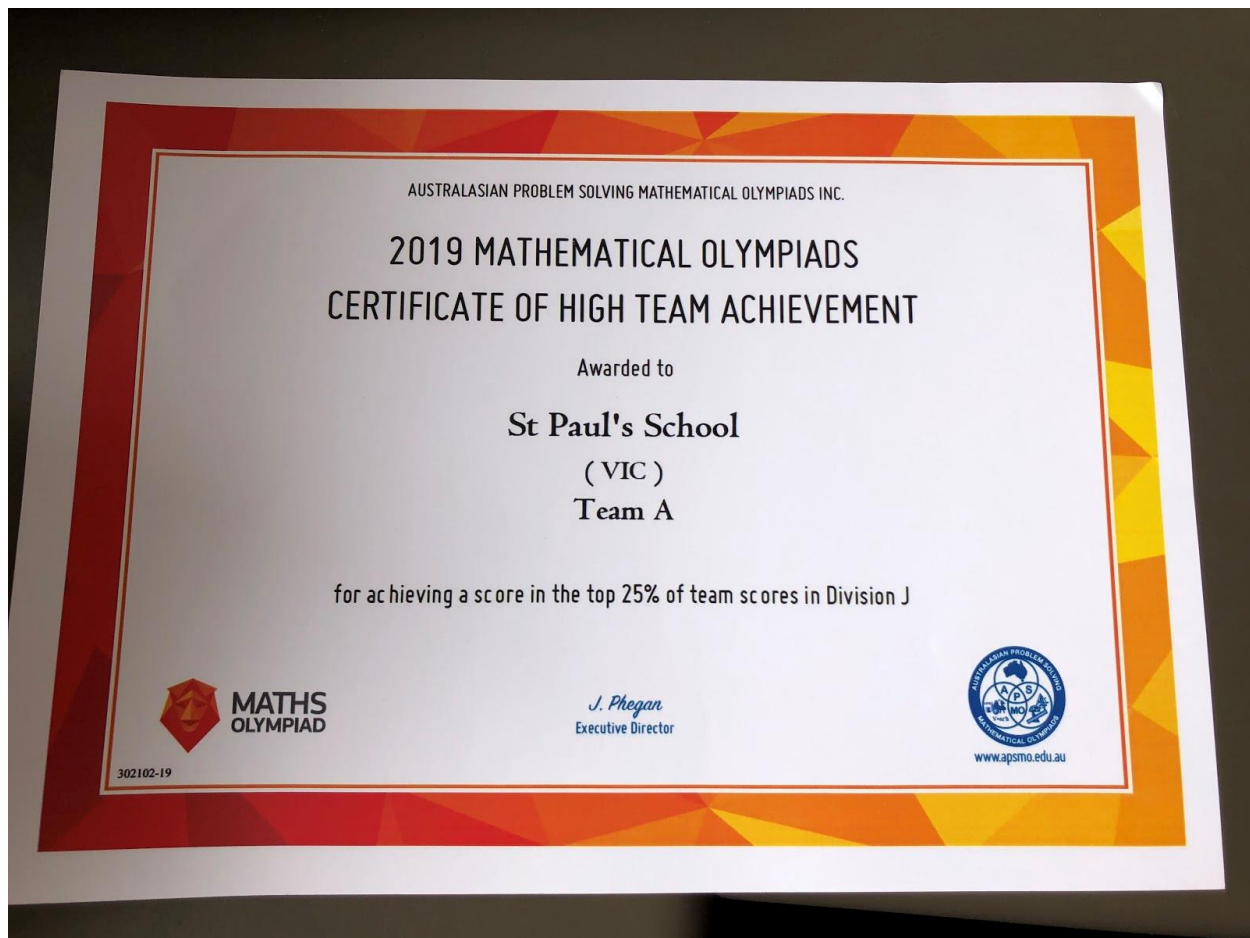 AUSTRALASIAN PROBLEM SOLVING MATHEMATICAL OLYMPIADS INC.
2019 MATHEMATICAL OLYMPIADS
CERTIFICATE OF HIGH TEAM ACHIEVEMENT
Awarded to
St Paul's School
( VIC )
Team A
for achieving a score in the top 25% of team scores in Division J
MATHS
OLYMPIAD
302102-19
J. Phegan
Executive Director
AUSTRALASIAN PROBLEM SOLVING
A P S
MO
MATHEMATICAL OLYMPIADS
www.apsmo.edu.au